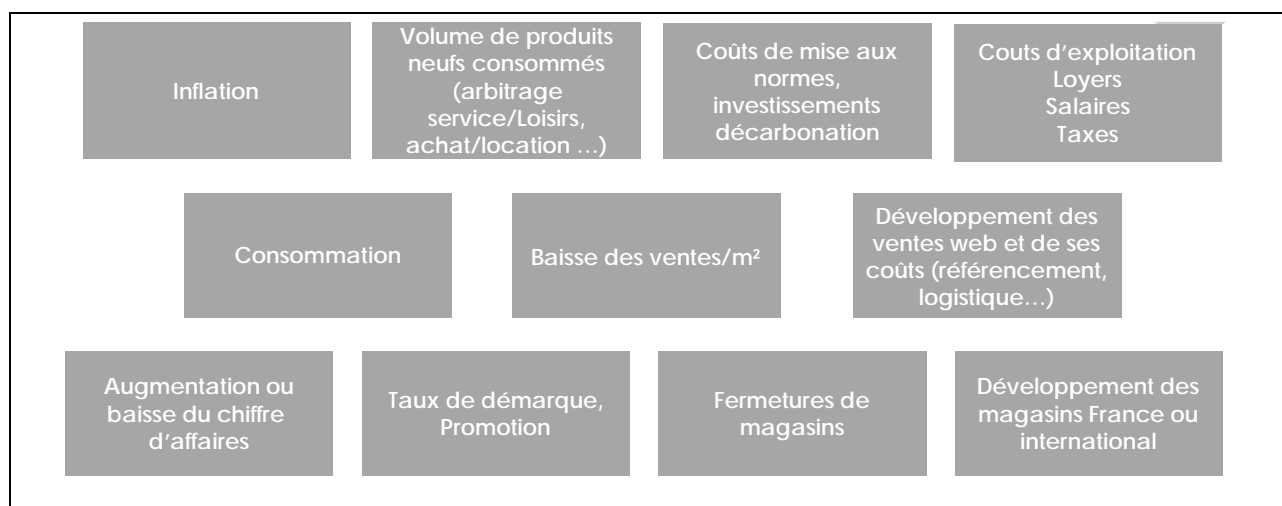 Inflation
Volume de produits
neufs consommés
(arbitrage
service/Loisirs,
achat/location …)
Coûts de mise aux
normes,
investissements
décarbonation
Couts d’exploitation
Loyers
Salaires
Taxes
Consommation
Baisse des ventes/m²
Développement des
ventes web et de ses
coûts (référencement,
logistique…)
Augmentation ou
baisse du chiffre
d’affaires
Taux de démarque,
Promotion
Fermetures de
magasins
Développement des
magasins France ou
international